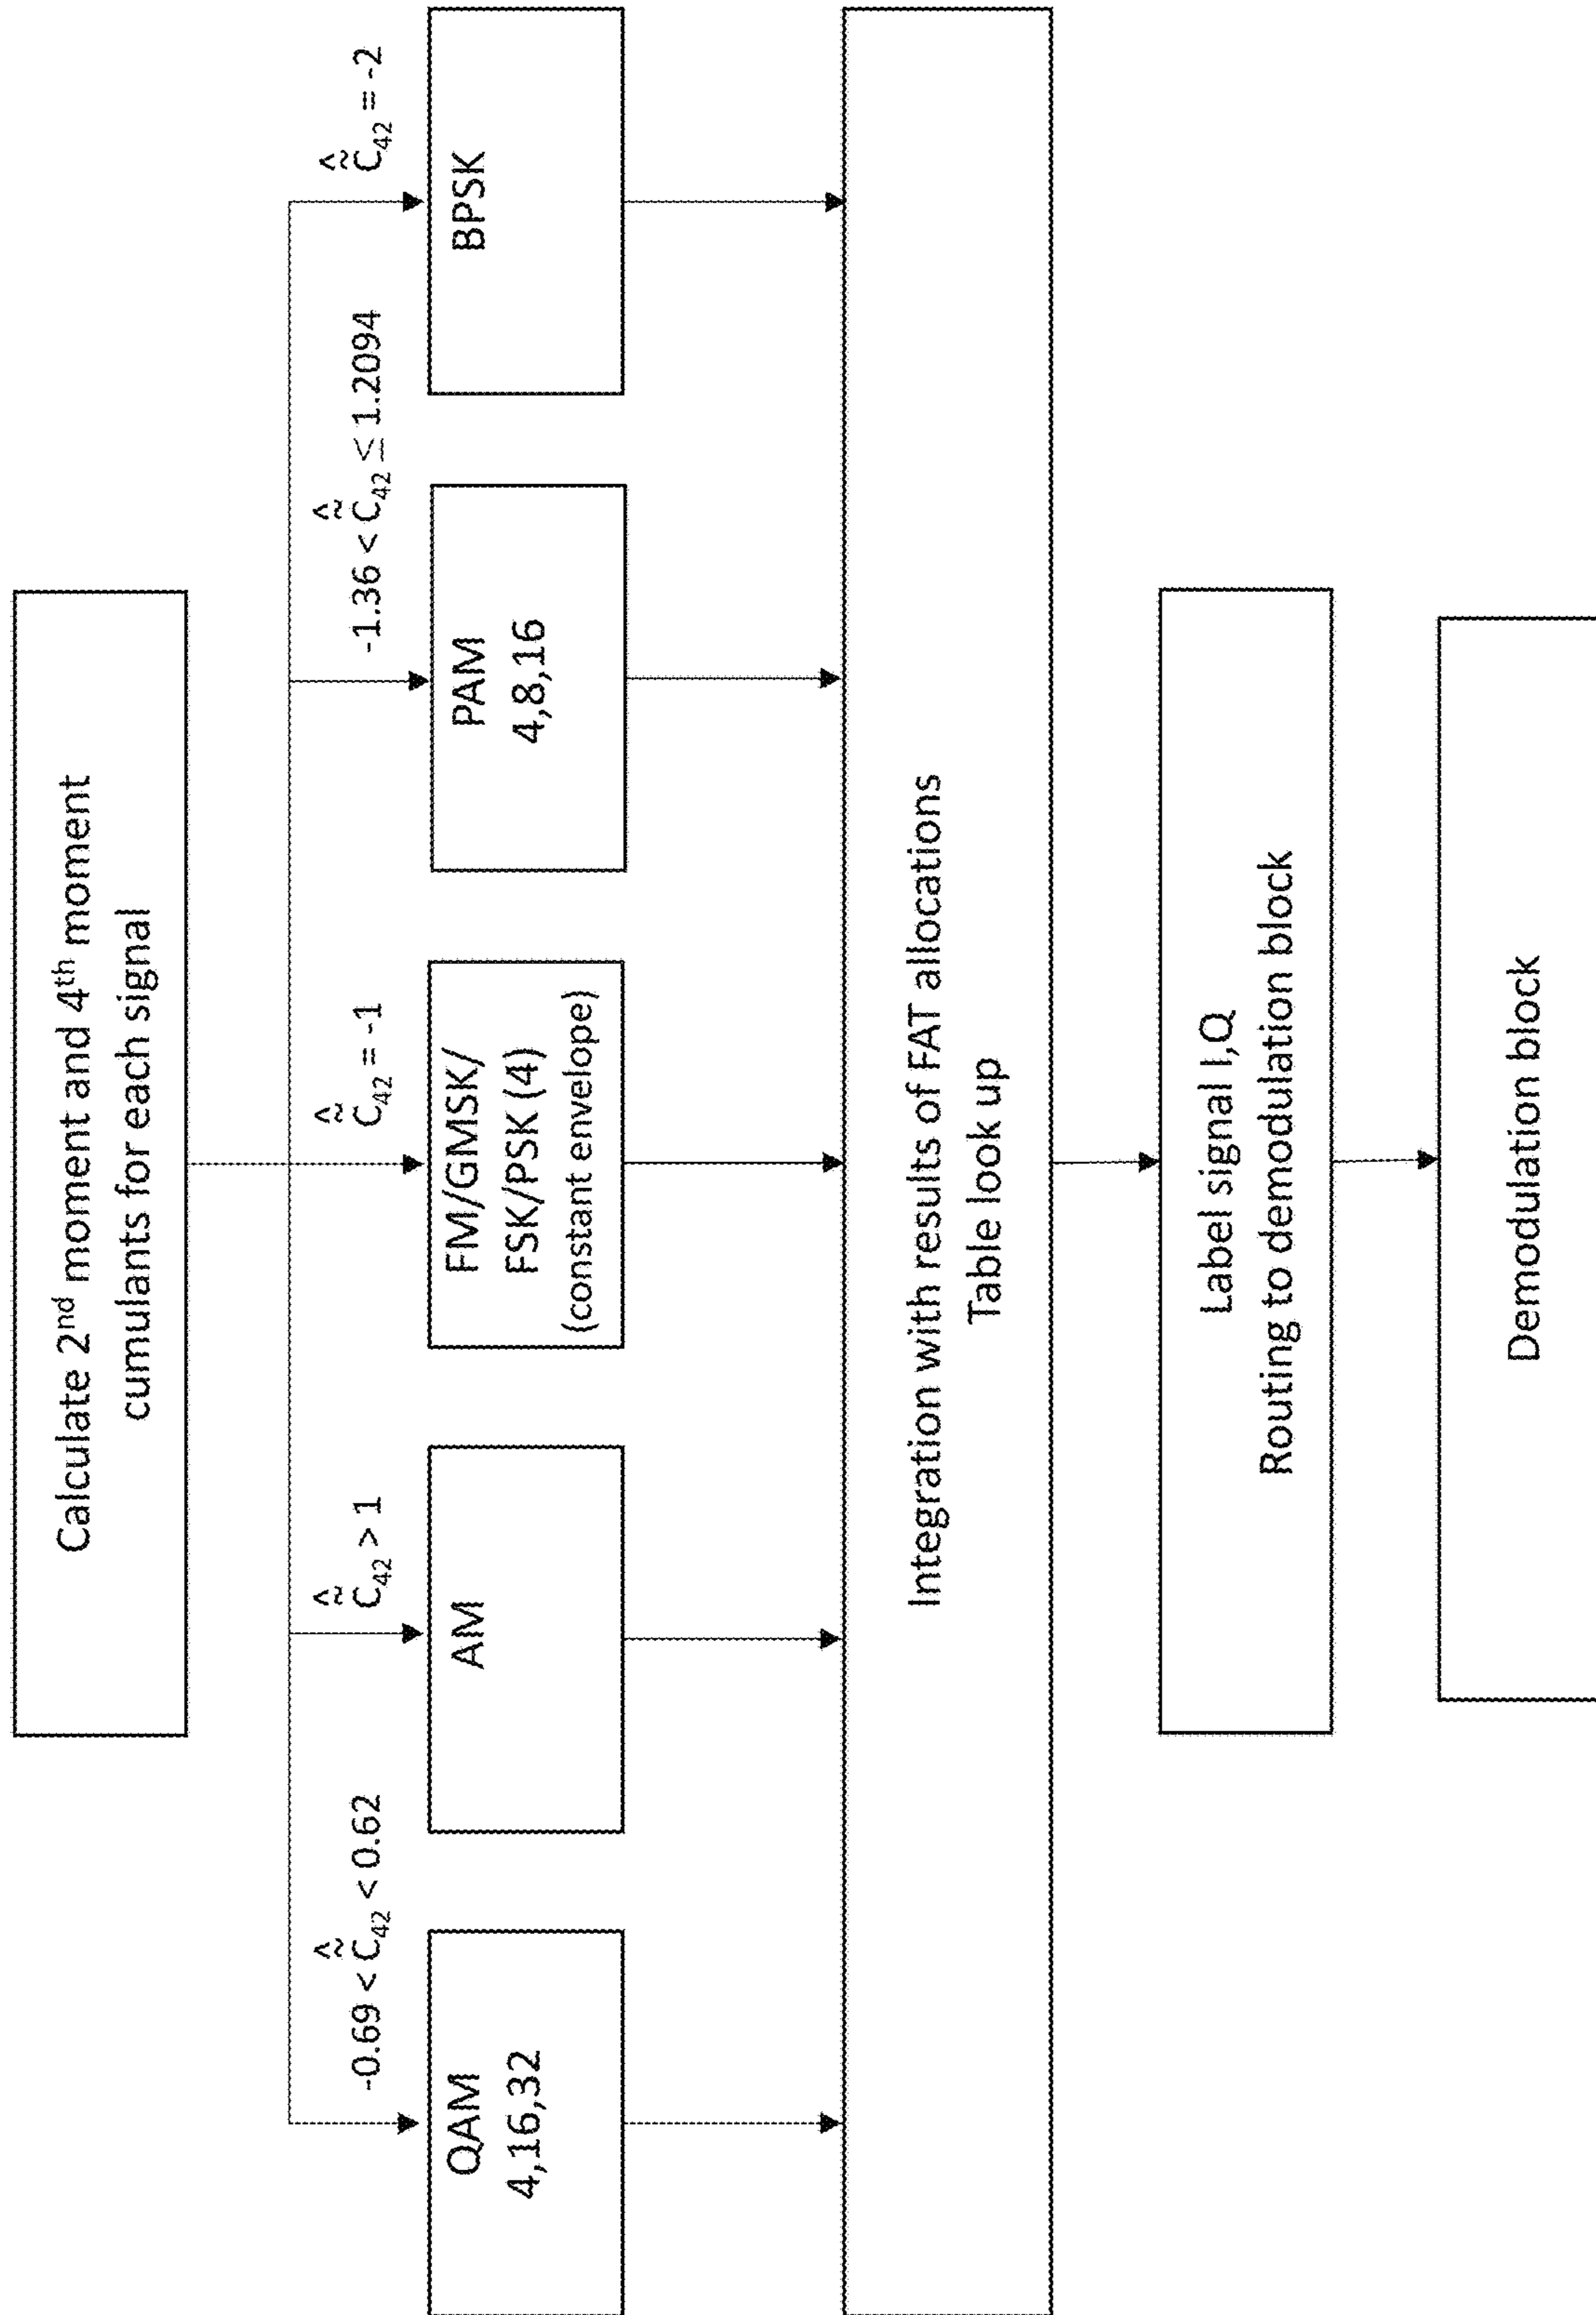 Calculate 2nd moment and 4th moment
cumulants for each signal
-0.69 < C̃̂42 < 0.62
C̃̂42 > 1
C̃̂42 = -1
-1.36 < C̃̂42 ≤ 1.2094
C̃̂42 = -2
QAM
4,16,32
AM
FM/GMSK/
FSK/PSK (4)
(constant envelope)
PAM
4,8,16
BPSK
Integration with results of FAT allocations
Table look up
Label signal I,Q
Routing to demodulation block
Demodulation block